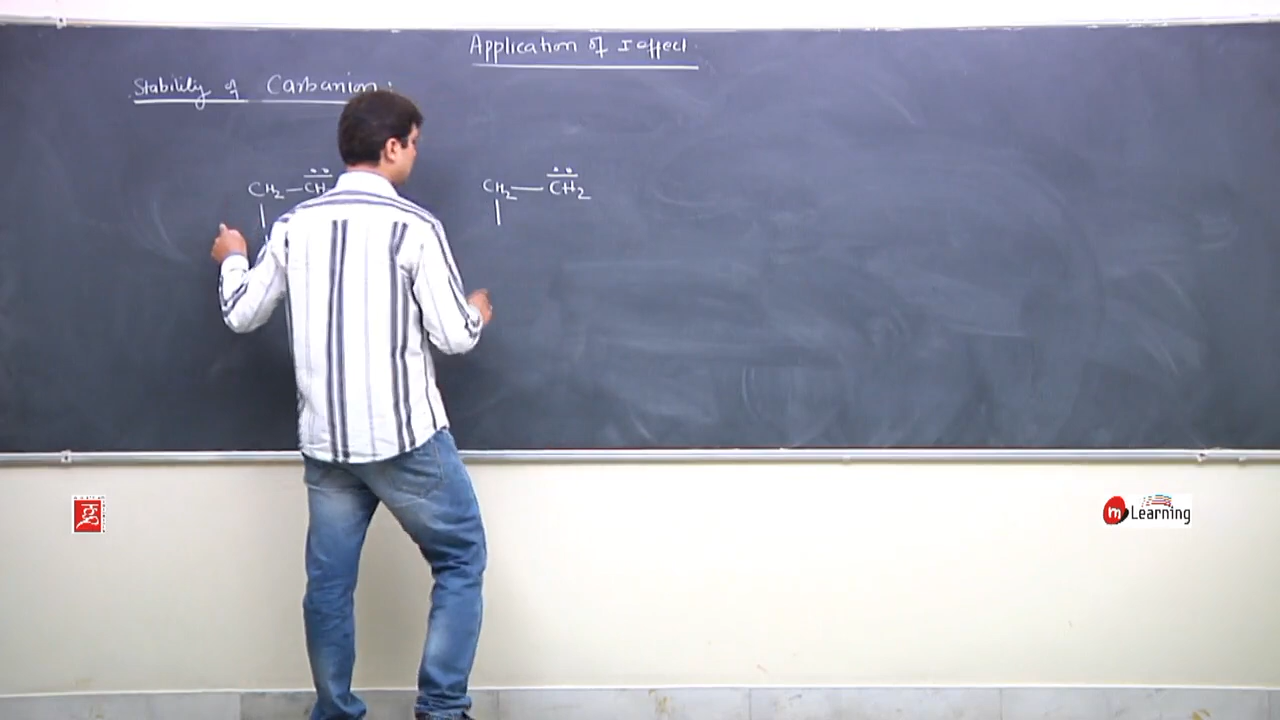 Application of I effect.
Stability of Carbanion:
CH2 — CH
CH2 — CH2
m Learning